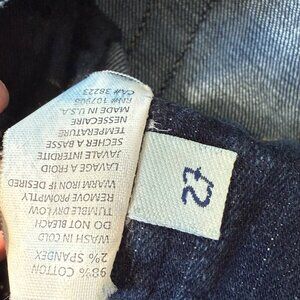 98% COTTON
2% SPANDEX
WASH IN COLD
DO NOT BLEACH
TUMBLE DRY LOW
REMOVE PROMPTLY
WARM IRON IF DESIRED
LAVAGE A FROID
JAVALE INTERDITE
SECHER A BASSE
TEMPERATURE
NESSECAIRE
MADE IN U.S.A.
RN# 107905
CA# 38223
27